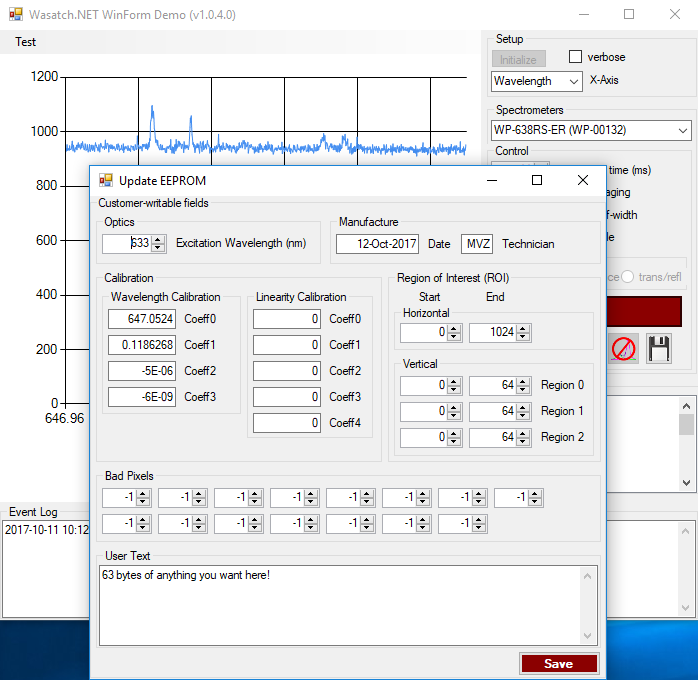 Wasatch.NET WinForm Demo (v1.0.4.0)
Test
1200
1000
800
600
400
200
0
646.96
Setup
Initialize
verbose
Wavelength
X-Axis
Spectrometers
WP-638RS-ER (WP-00132)
Control
time (ms)
trans/refl
Event Log
2017-10-11 10:12
Update EEPROM
Customer-writable fields
Optics
633 Excitation Wavelength (nm)
Manufacture
12-Oct-2017 Date MVZ Technician
Calibration
Wavelength Calibration
647.0524 Coeff0
0.1186268 Coeff1
-5E-06 Coeff2
-6E-09 Coeff3
Linearity Calibration
0 Coeff0
0 Coeff1
0 Coeff2
0 Coeff3
0 Coeff4
Region of Interest (ROI)
Start End
Horizontal
0 1024
Vertical
0 64 Region 0
0 64 Region 1
0 64 Region 2
Bad Pixels
-1 -1 -1 -1 -1 -1 -1 -1
-1 -1 -1 -1 -1 -1 -1
User Text
63 bytes of anything you want here!
Save